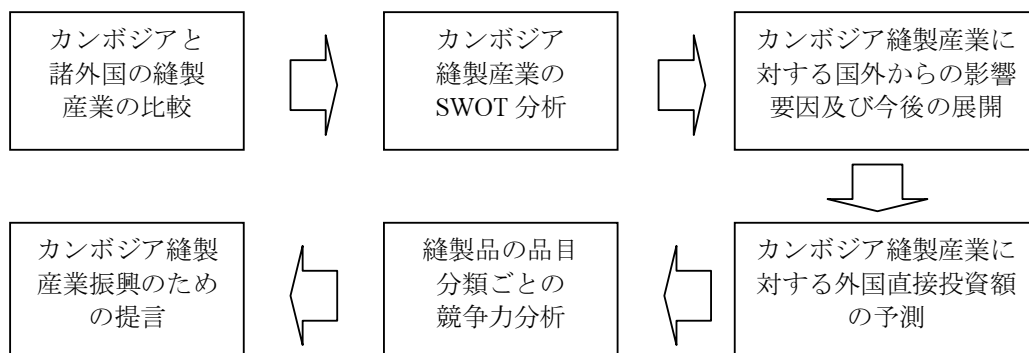 カンボジアと
諸外国の縫製
産業の比較
カンボジア
縫製産業の
SWOT 分析
カンボジア縫製産業に
対する国外からの影響
要因及び今後の展開
カンボジア縫製産業に
対する外国直接投資額
の予測
縫製品の品目
分類ごとの
競争力分析
カンボジア縫製
産業振興のため
の提言